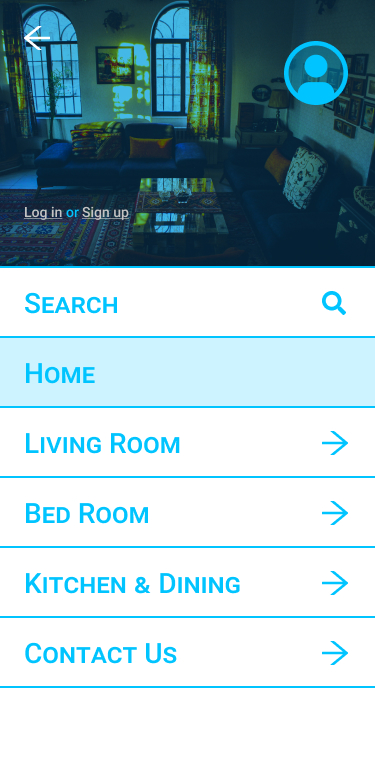 Log in or Sign up
Search
Home
Living Room
Bed Room
Kitchen & Dining
Contact Us